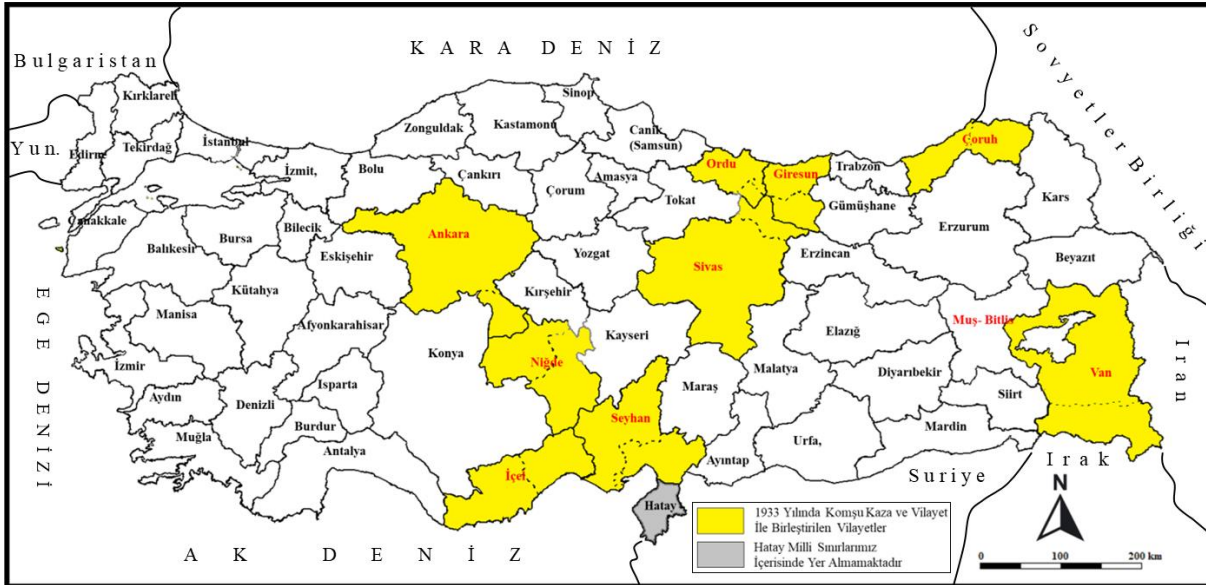 KARA DENİZ
Bulgaristan
Sovyetler Birliği
Yun.
Kırklareli
Edirne
Tekirdağ
İstanbul
İzmit,
Bolu
Zonguldak
Kastamonu
Sinop
Çankırı
Çorum
Amasya
Canik
(Samsun)
Tokat
Ordu
Giresun
Trabzon
Gümüşhane
Çoruh
Kars
Erzurum
Beyazıt
Erzincan
Çanakkale
Balıkesir
Bursa
Bilecik
Eskişehir
Kütahya
Ankara
Kırşehir
Yozgat
Sivas
Kayseri
Elazığ
Muş- Bitlis
Van
EGE DENİZİ
Manisa
Afyonkarahisar
Konya
Niğde
İzmir
Aydın
Denizli
Isparta
Burdur
Muğla
Antalya
İçel
Seyhan
Maraş
Malatya
Diyarıbekir
Siirt
Mardin
Urfa,
Ayıntap
Hatay
Suriye
Irak
Iran
AK DENİZ
1933 Yılında Komşu Kaza ve Vilayet
İle Birleştirilen Vilayetler
Hatay Milli Sınırlarımız
İçerisinde Yer Almamaktadır
N
0 100 200 km